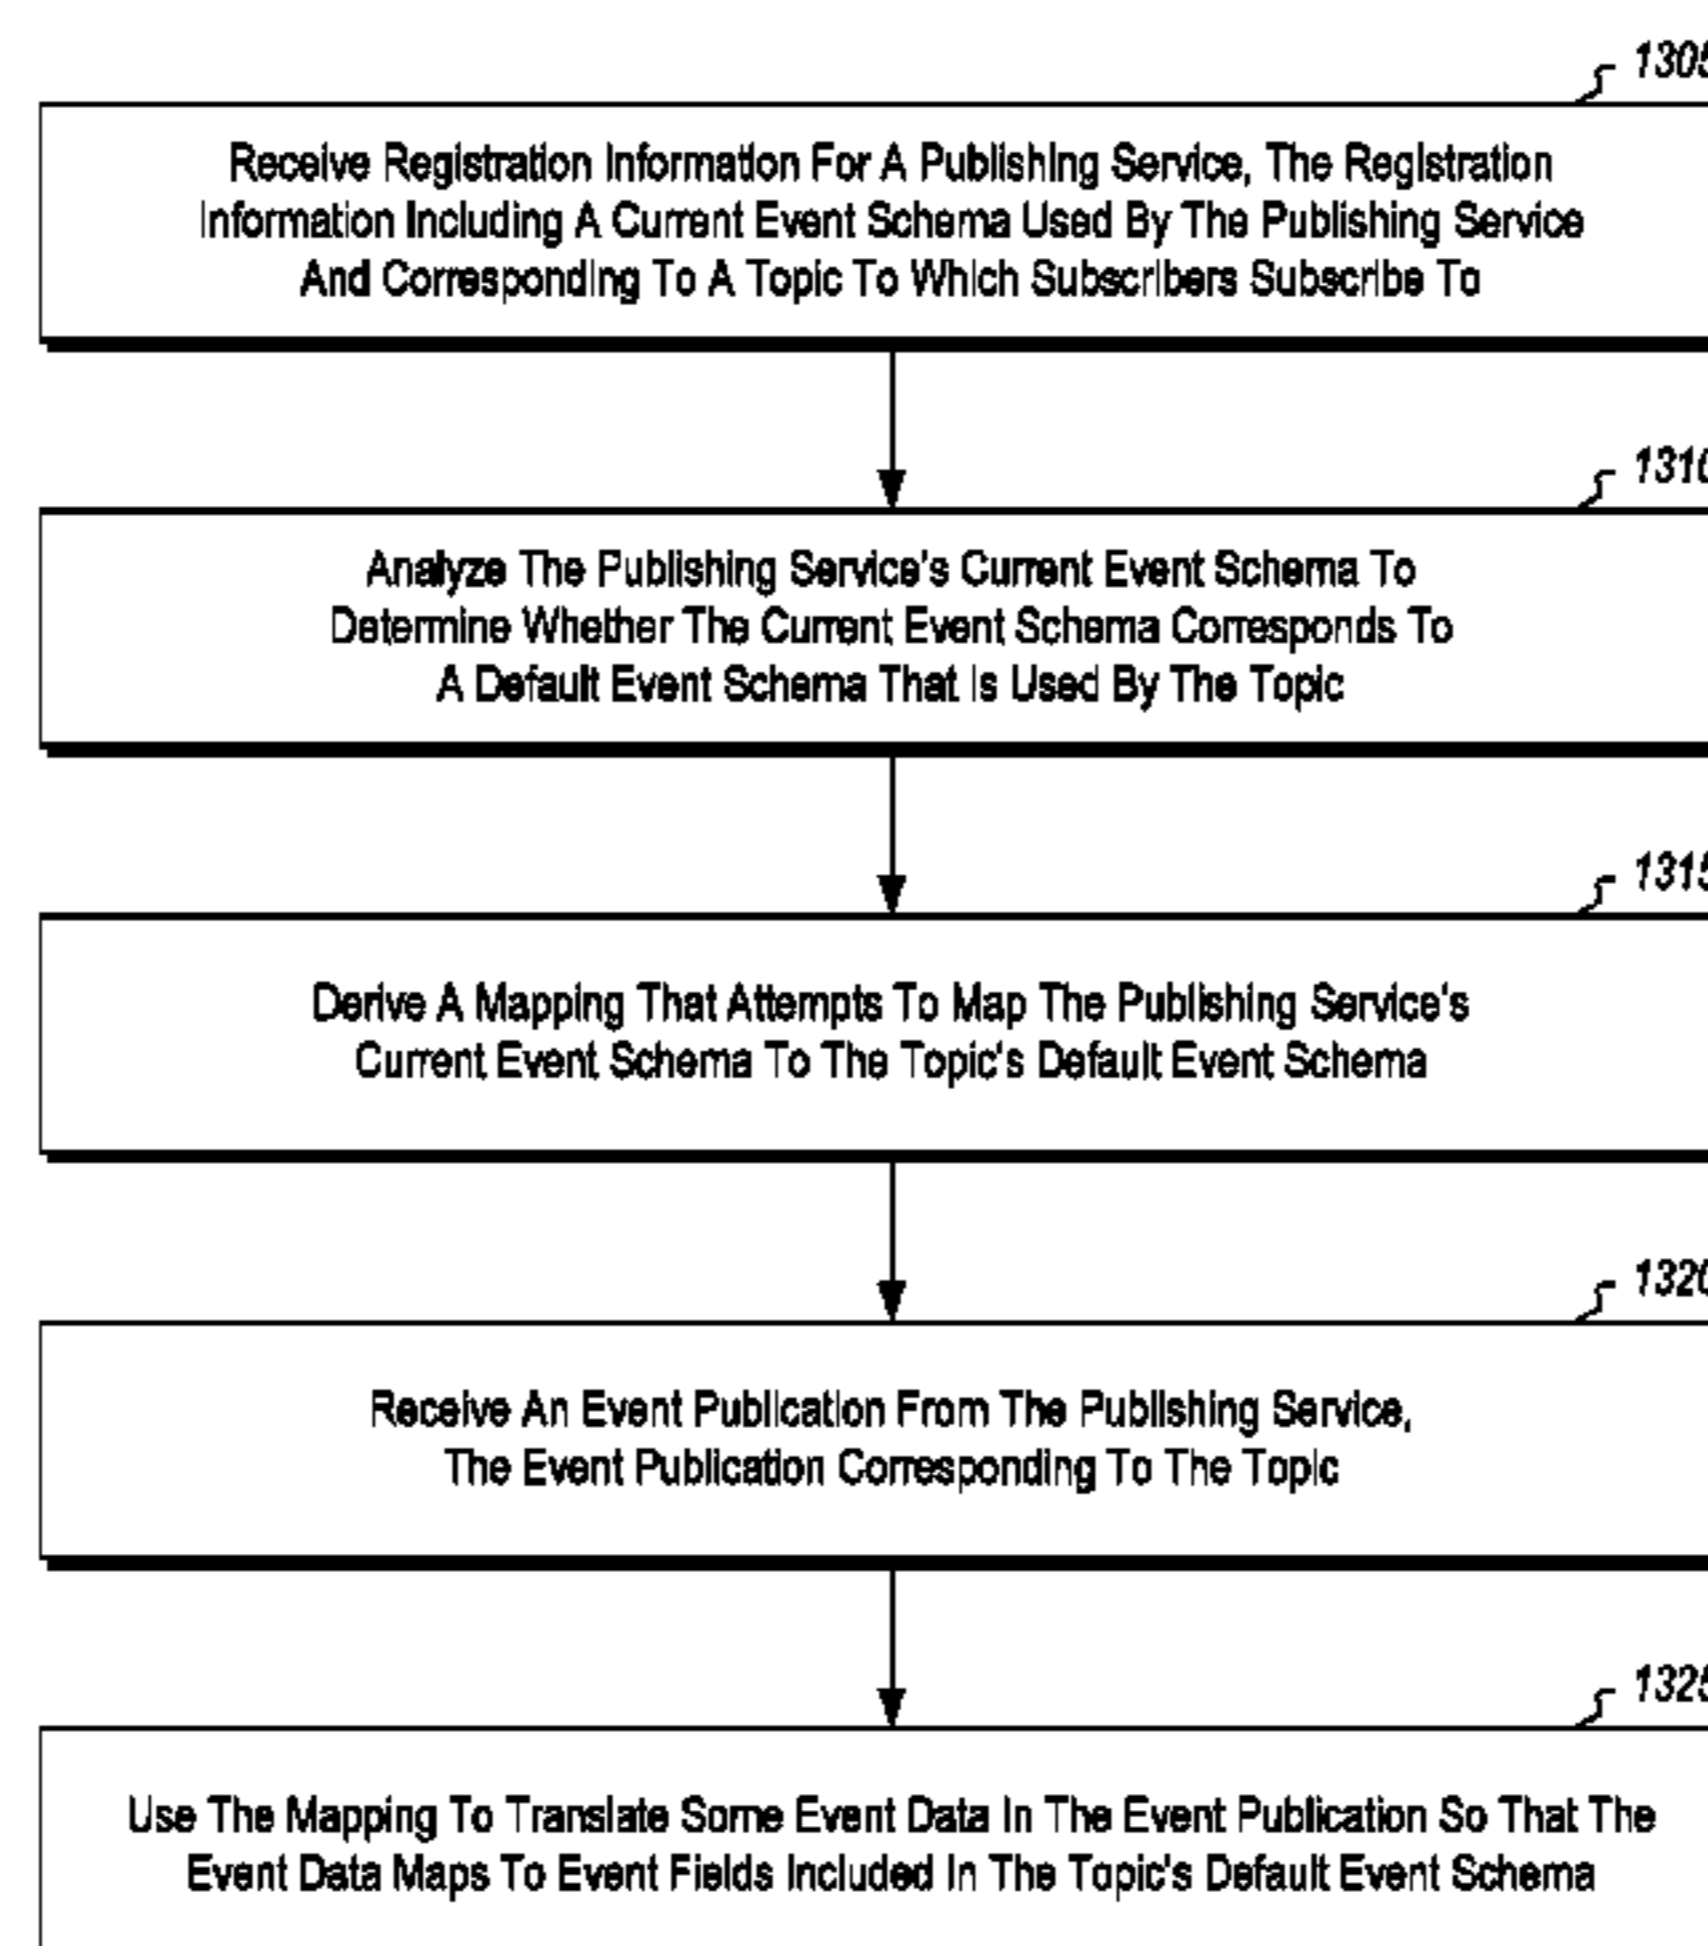 1305
Receive Registration Information For A Publishing Service, The Registration
Information Including A Current Event Schema Used By The Publishing Service
And Corresponding To A Topic To Which Subscribers Subscribe To
1310
Analyze The Publishing Service's Current Event Schema To
Determine Whether The Current Event Schema Corresponds To
A Default Event Schema That Is Used By The Topic
1315
Derive A Mapping That Attempts To Map The Publishing Service's
Current Event Schema To The Topic's Default Event Schema
1320
Receive An Event Publication From The Publishing Service,
The Event Publication Corresponding To The Topic
1325
Use The Mapping To Translate Some Event Data In The Event Publication So That The
Event Data Maps To Event Fields Included In The Topic's Default Event Schema